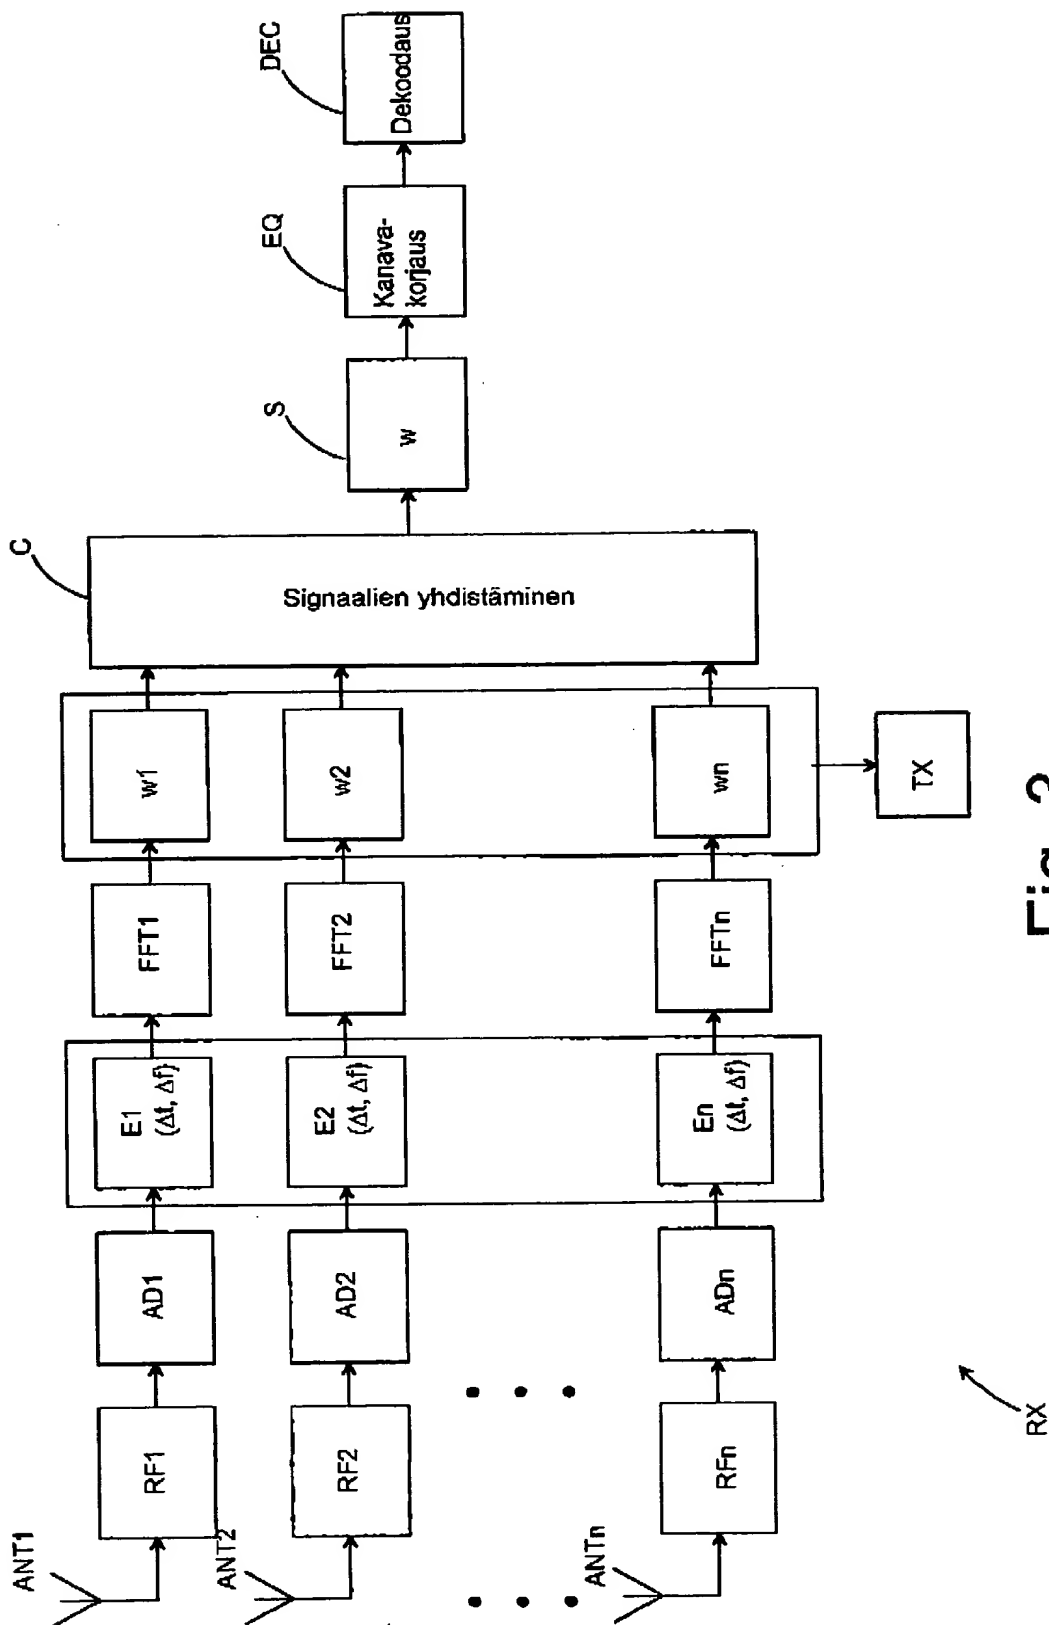 ANT1
RF1
AD1
E1
(Δt, Δf)
FFT1
w1
ANT2
RF2
AD2
E2
(Δt, Δf)
FFT2
w2
ANTn
RFn
ADn
En
(Δt, Δf)
FFTn
wn
C
Signaalien yhdistäminen
S
w
EQ
Kanava-
korjaus
DEC
Dekoodaus
TX
RX
Fig.